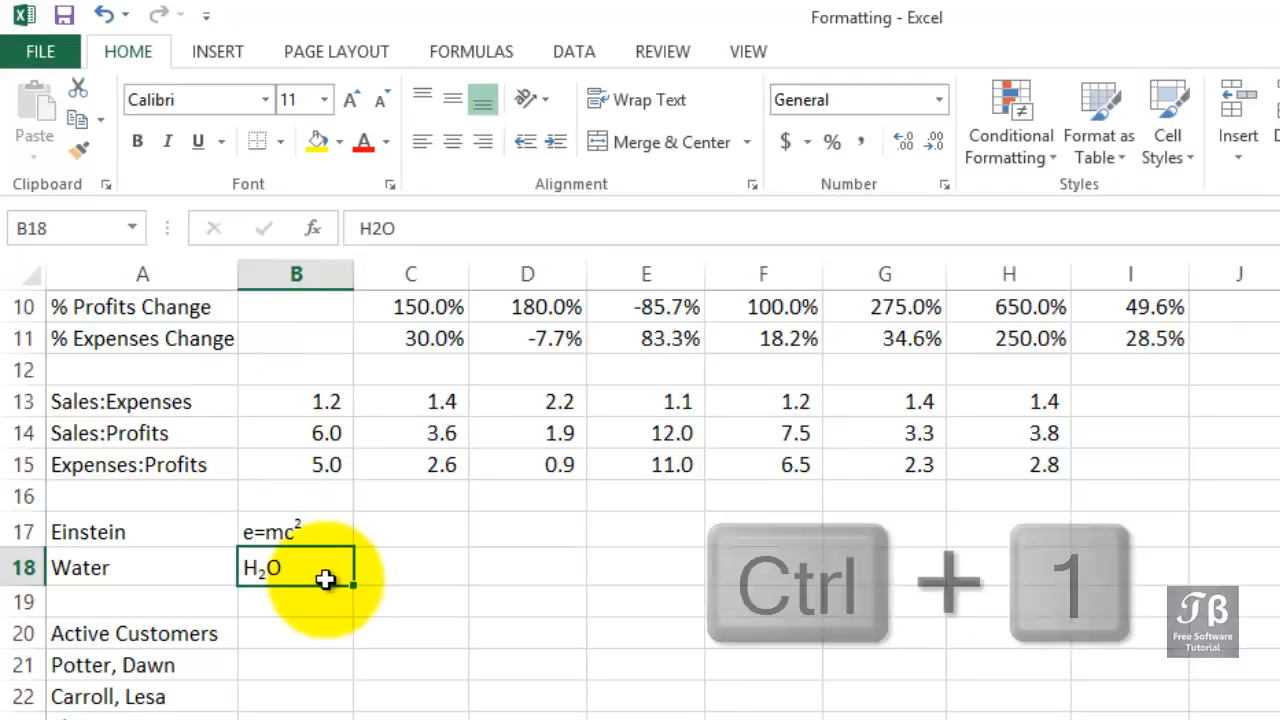 Formatting - Excel
FILE HOME INSERT PAGE LAYOUT FORMULAS DATA REVIEW VIEW
Paste
Clipboard
Calibri 11 A A
B I U A
Font
Wrap Text
Merge & Center
Alignment
General
$ % , .0 .00 .00 .0
Number
Conditional Formatting
Format as Table
Cell Styles
Styles
Insert
B18 fx H2O
A B C D E F G H I J
10 % Profits Change 150.0% 180.0% -85.7% 100.0% 275.0% 650.0% 49.6%
11 % Expenses Change 30.0% -7.7% 83.3% 18.2% 34.6% 250.0% 28.5%
12
13 Sales:Expenses 1.2 1.4 2.2 1.1 1.2 1.4 1.4
14 Sales:Profits 6.0 3.6 1.9 12.0 7.5 3.3 3.8
15 Expenses:Profits 5.0 2.6 0.9 11.0 6.5 2.3 2.8
16
17 Einstein e=mc²
18 Water H₂O
19
20 Active Customers
21 Potter, Dawn
22 Carroll, Lesa
Ctrl + 1
Tβ
Free Software
Tutorial